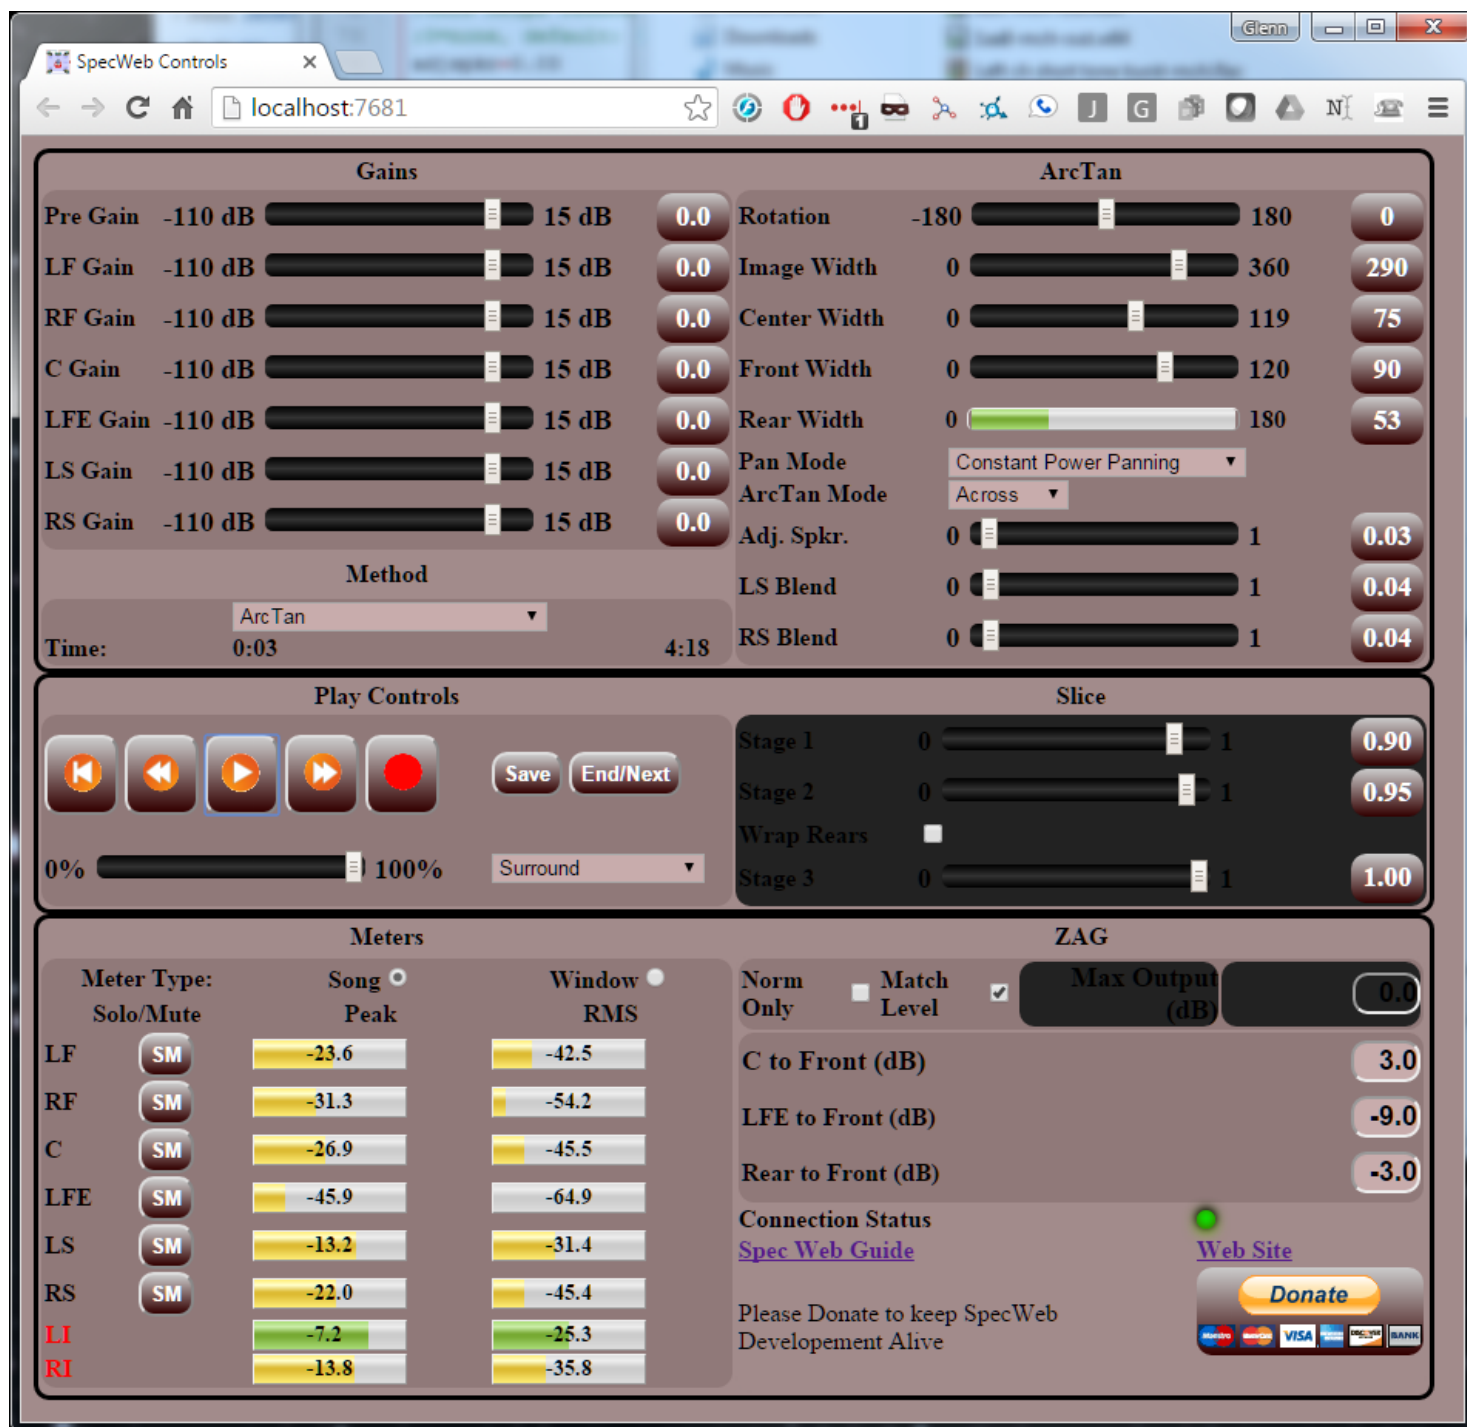 Glenn
SpecWeb Controls
localhost:7681
1
J G N
Gains
Pre Gain -110 dB 15 dB 0.0
LF Gain -110 dB 15 dB 0.0
RF Gain -110 dB 15 dB 0.0
C Gain -110 dB 15 dB 0.0
LFE Gain -110 dB 15 dB 0.0
LS Gain -110 dB 15 dB 0.0
RS Gain -110 dB 15 dB 0.0
Method
ArcTan
Time: 0:03 4:18
ArcTan
Rotation -180 180 0
Image Width 0 360 290
Center Width 0 119 75
Front Width 0 120 90
Rear Width 0 180 53
Pan Mode Constant Power Panning
ArcTan Mode Across
Adj. Spkr. 0 1 0.03
LS Blend 0 1 0.04
RS Blend 0 1 0.04
Play Controls
Save End/Next
0% 100% Surround
Slice
Stage 1 0 1 0.90
Stage 2 0 1 0.95
Wrap Rears
Stage 3 0 1 1.00
Meters
Meter Type: Song Window
Solo/Mute Peak RMS
LF SM -23.6 -42.5
RF SM -31.3 -54.2
C SM -26.9 -45.5
LFE SM -45.9 -64.9
LS SM -13.2 -31.4
RS SM -22.0 -45.4
LI -7.2 -25.3
RI -13.8 -35.8
ZAG
Norm Only
Match Level
Max Output (dB) 0.0
C to Front (dB) 3.0
LFE to Front (dB) -9.0
Rear to Front (dB) -3.0
Connection Status
Spec Web Guide Web Site
Donate
Please Donate to keep SpecWeb
Developement Alive
Maestro VISA BANK